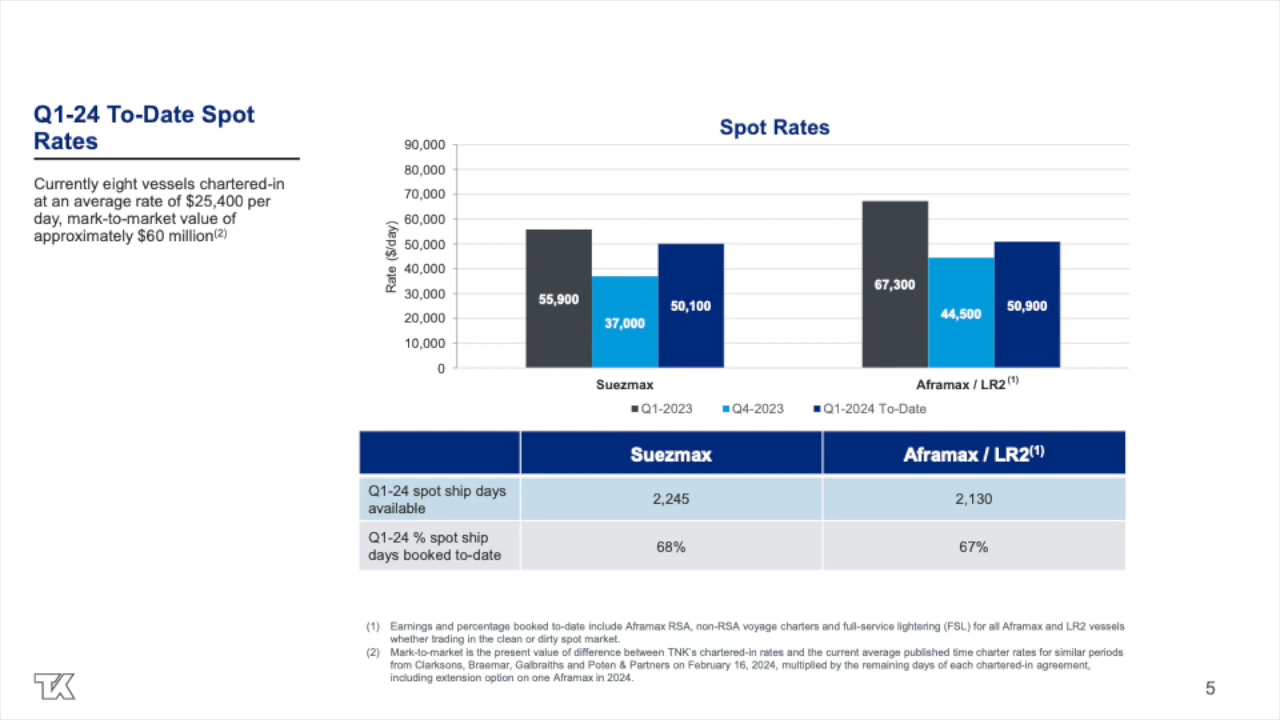 Q1-24 To-Date Spot
Rates
Currently eight vessels chartered-in
at an average rate of $25,400 per
day, mark-to-market value of
approximately $60 million(2)
Spot Rates
90,000
80,000
70,000
60,000
50,000
40,000
30,000
20,000
10,000
0
Rate ($/day)
55,900
37,000
50,100
67,300
44,500
50,900
Suezmax
Aframax / LR2 (1)
Q1-2023 Q4-2023 Q1-2024 To-Date
Suezmax Aframax / LR2(1)
Q1-24 spot ship days
available
2,245 2,130
Q1-24 % spot ship
days booked to-date
68% 67%
(1) Earnings and percentage booked to-date include Aframax RSA, non-RSA voyage charters and full-service lightering (FSL) for all Aframax and LR2 vessels
whether trading in the clean or dirty spot market.
(2) Mark-to-market is the present value of difference between TNK's chartered-in rates and the current average published time charter rates for similar periods
from Clarksons, Braemar, Galbraiths and Poten & Partners on February 16, 2024, multiplied by the remaining days of each chartered-in agreement,
including extension option on one Aframax in 2024.
TK
5